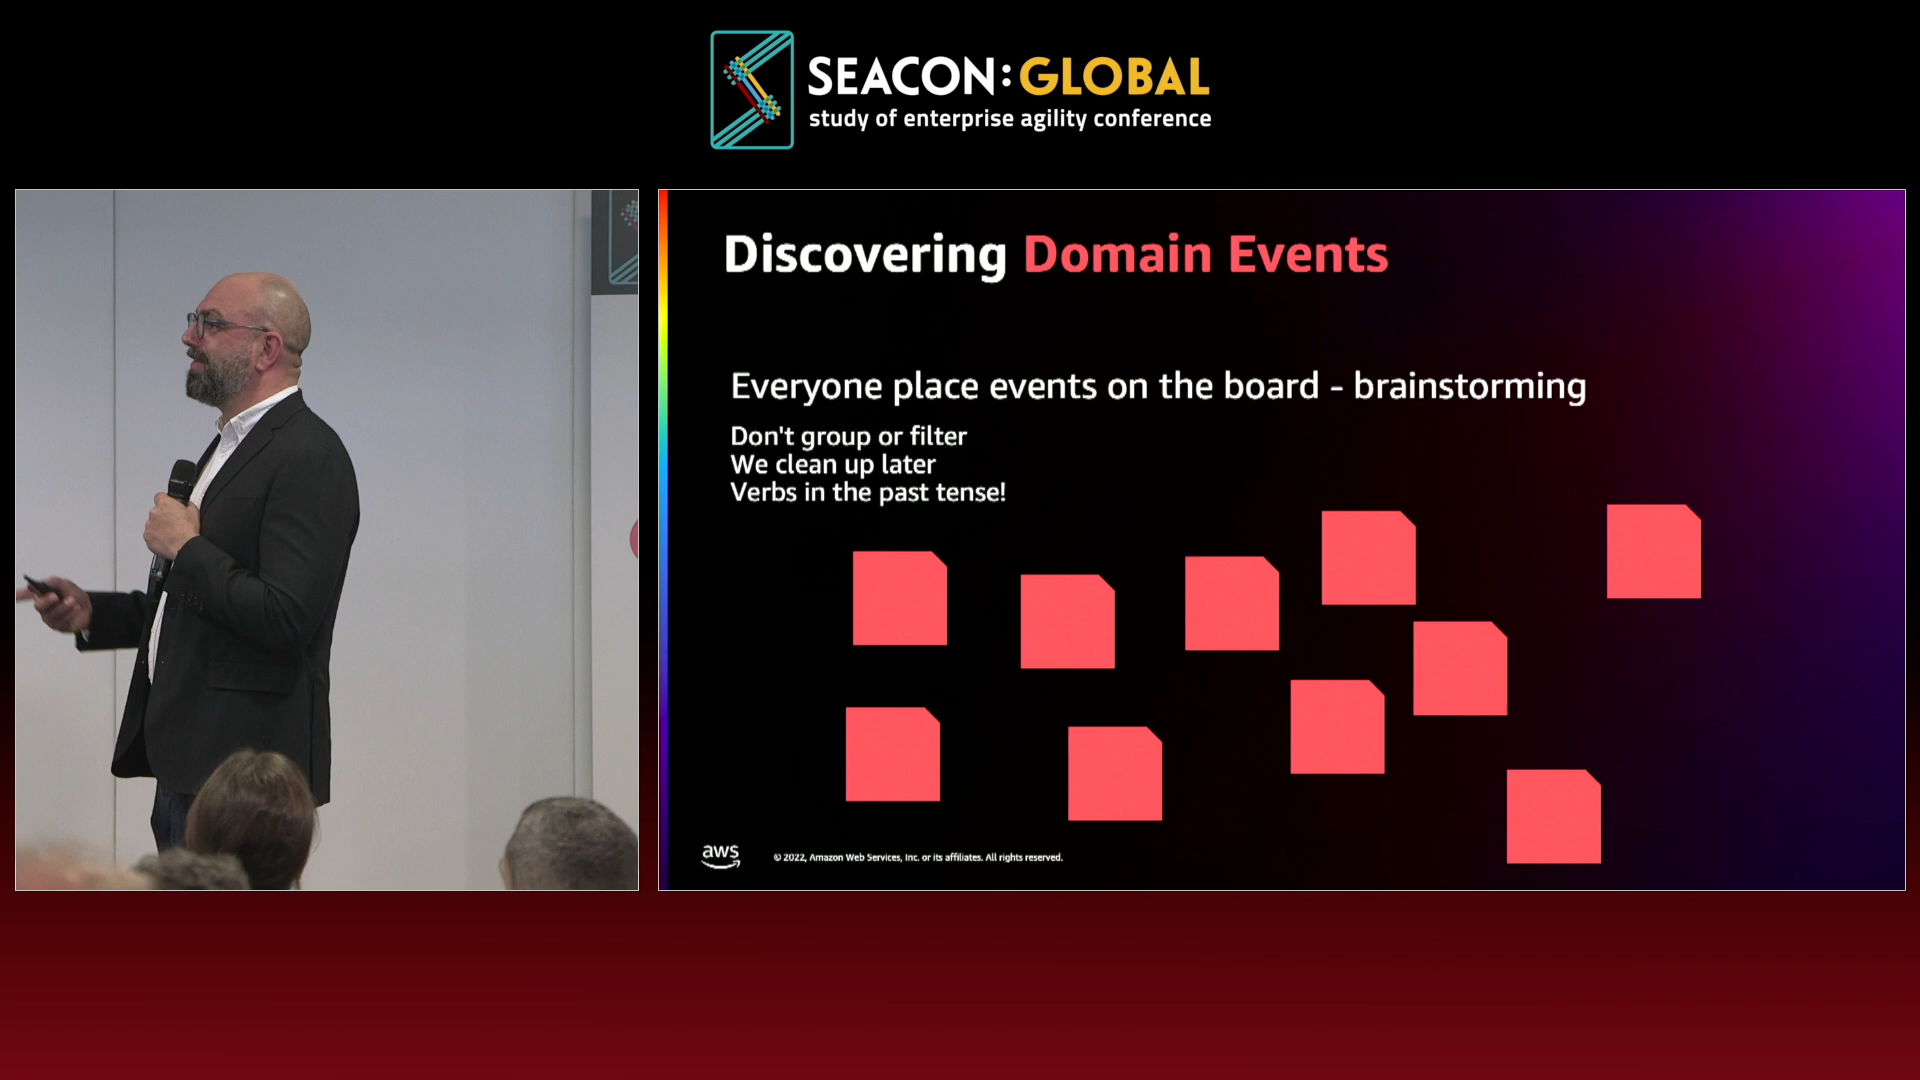 SEACON:GLOBAL
study of enterprise agility conference
Discovering Domain Events
Everyone place events on the board - brainstorming
Don't group or filter
We clean up later
Verbs in the past tense!
aws
© 2022, Amazon Web Services, Inc. or its affiliates. All rights reserved.